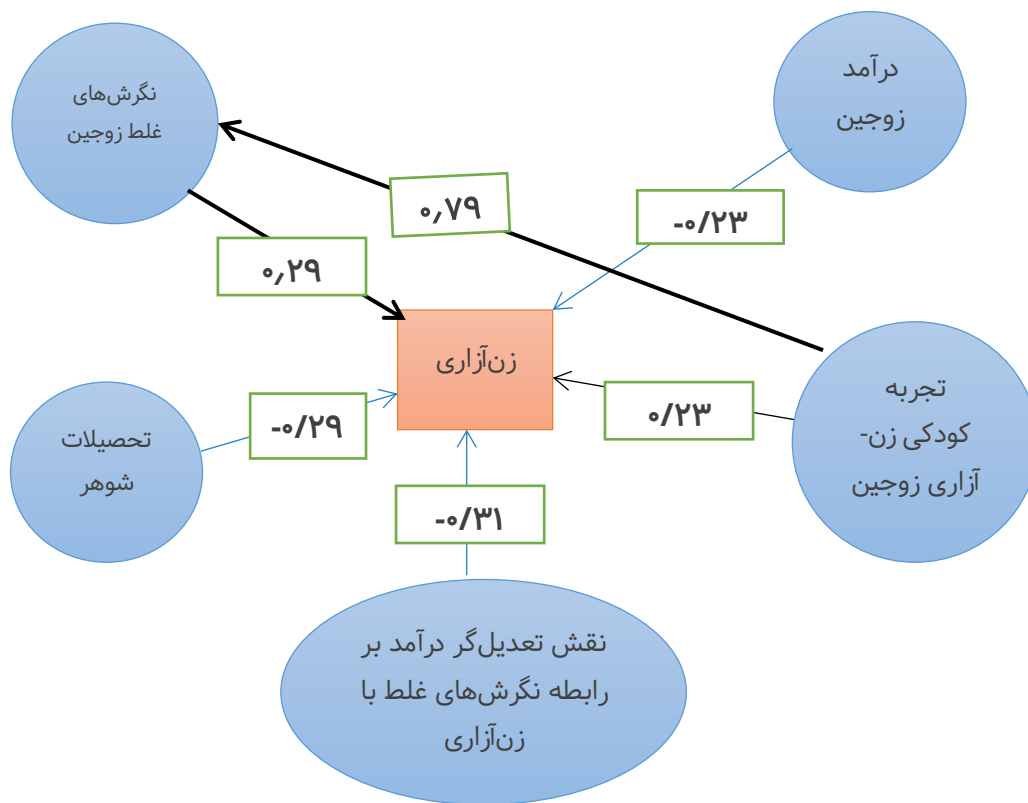 درآمد
زوجین
نگرش‌های
غلط زوجین
۰٫۷۹
-۰/۲۳
۰٫۲۹
زن‌آزاری
تجربه
کودکی زن-
آزاری زوجین
۰/۲۳
-۰/۲۹
تحصیلات
شوهر
-۰/۳۱
نقش تعدیل‌گر درآمد بر
رابطه نگرش‌های غلط با
زن‌آزاری